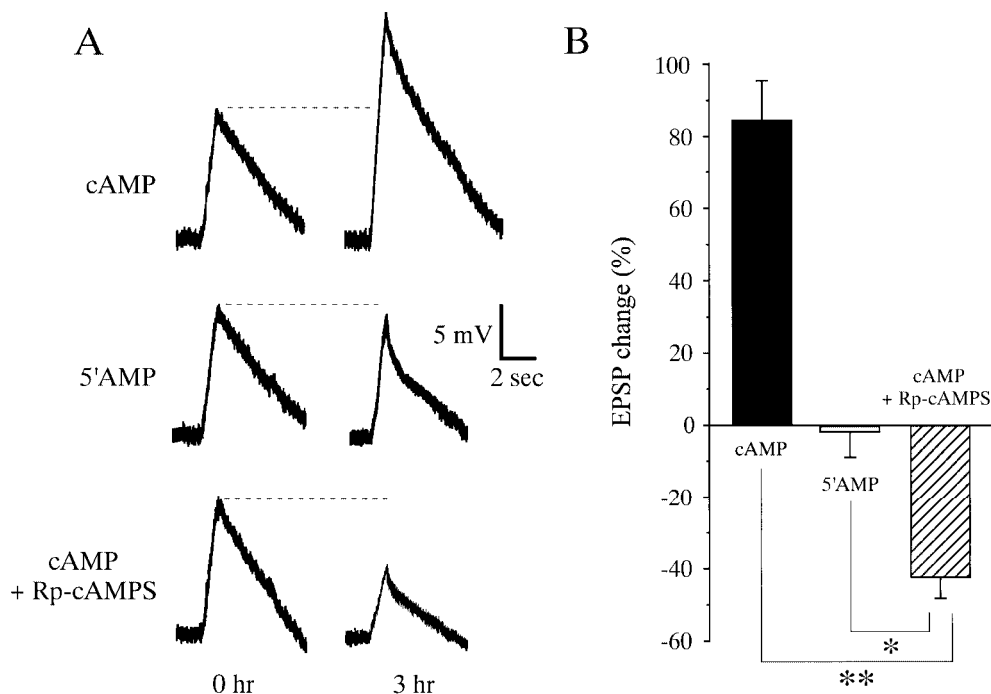 A
cAMP
5'AMP
5 mV
2 sec
cAMP
+ Rp-cAMPS
0 hr
3 hr
B
EPSP change (%)
100
80
60
40
20
0
-20
-40
-60
cAMP
5'AMP
cAMP
+ Rp-cAMPS
*
**